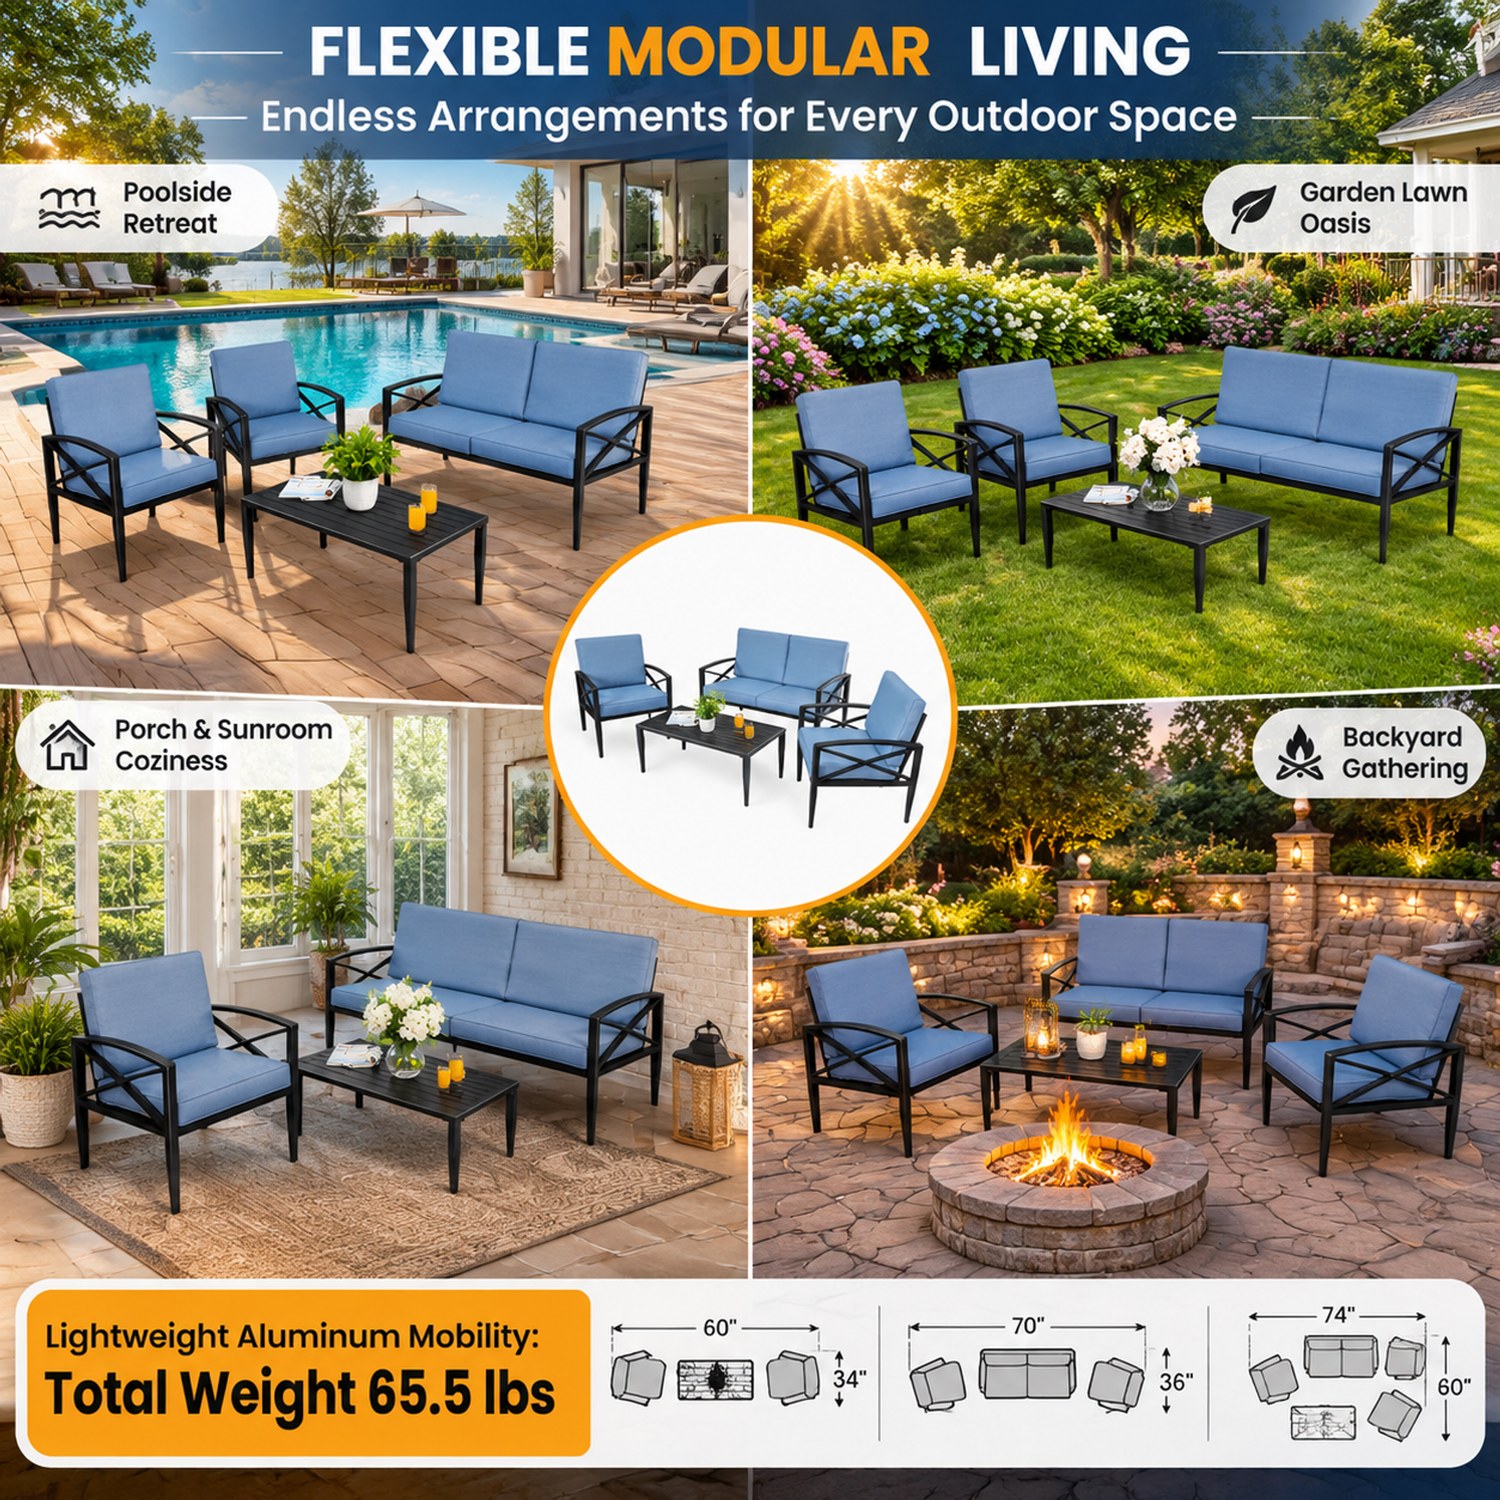 FLEXIBLE MODULAR LIVING
Endless Arrangements for Every Outdoor Space
Poolside
Retreat
Garden Lawn
Oasis
Porch & Sunroom
Coziness
Backyard
Gathering
Lightweight Aluminum Mobility:
Total Weight 65.5 lbs
60"
34"
70"
36"
74"
60"